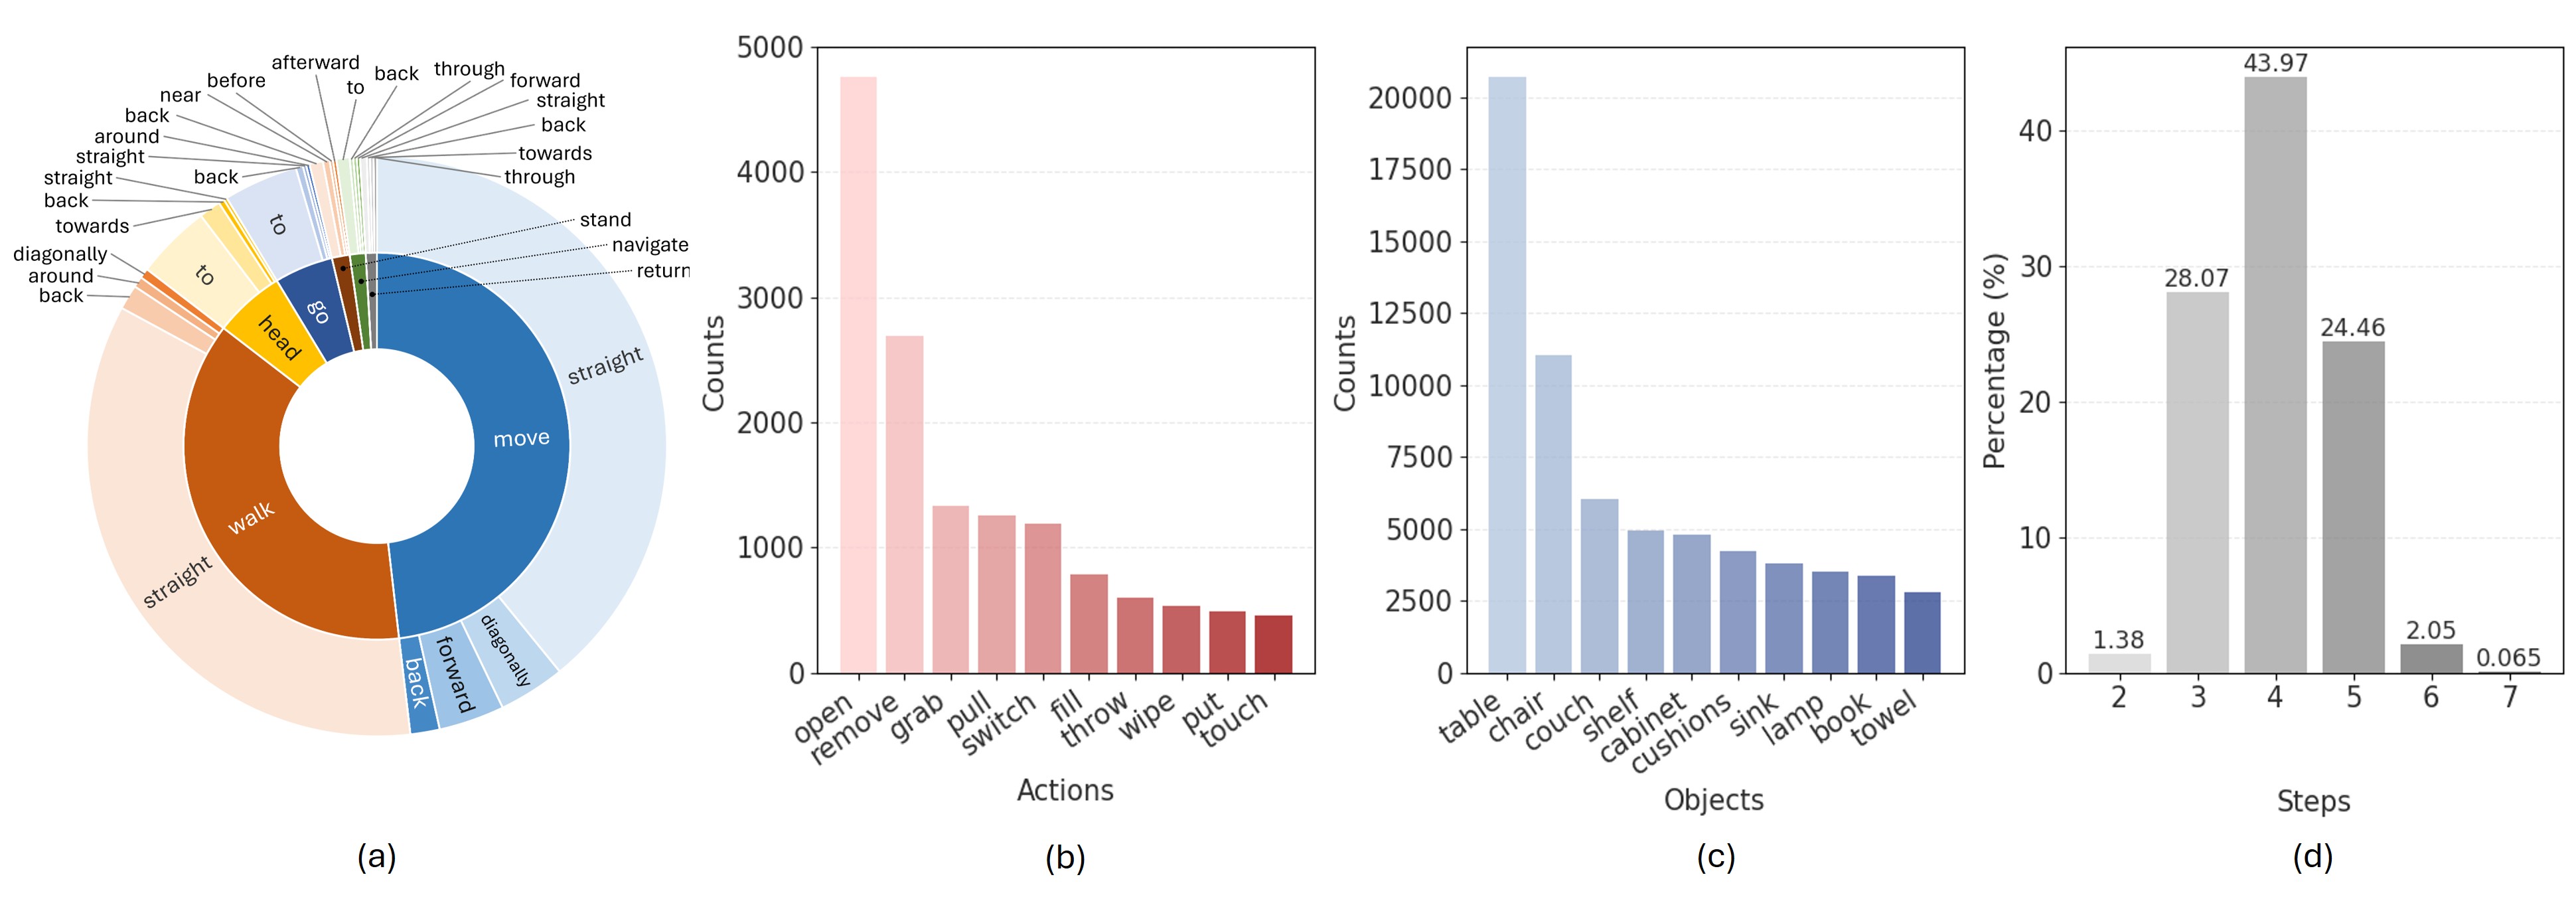 afterward
to
back
through
forward
straight
back
towards
through
before
near
back
around
straight
back
straight
back
towards
diagonally
around
back
stand
navigate
return
to
to
go
head
move
walk
straight
straight
back
forward
diagonally
(a)
5000
4000
3000
2000
1000
0
Counts
open
remove
grab
pull
switch
fill
throw
wipe
put
touch
Actions
(b)
20000
17500
15000
12500
10000
7500
5000
2500
0
Counts
table
chair
couch
shelf
cabinet
cushions
sink
lamp
book
towel
Objects
(c)
40
30
20
10
0
Percentage (%)
1.38
28.07
43.97
24.46
2.05
0.065
2
3
4
5
6
7
Steps
(d)